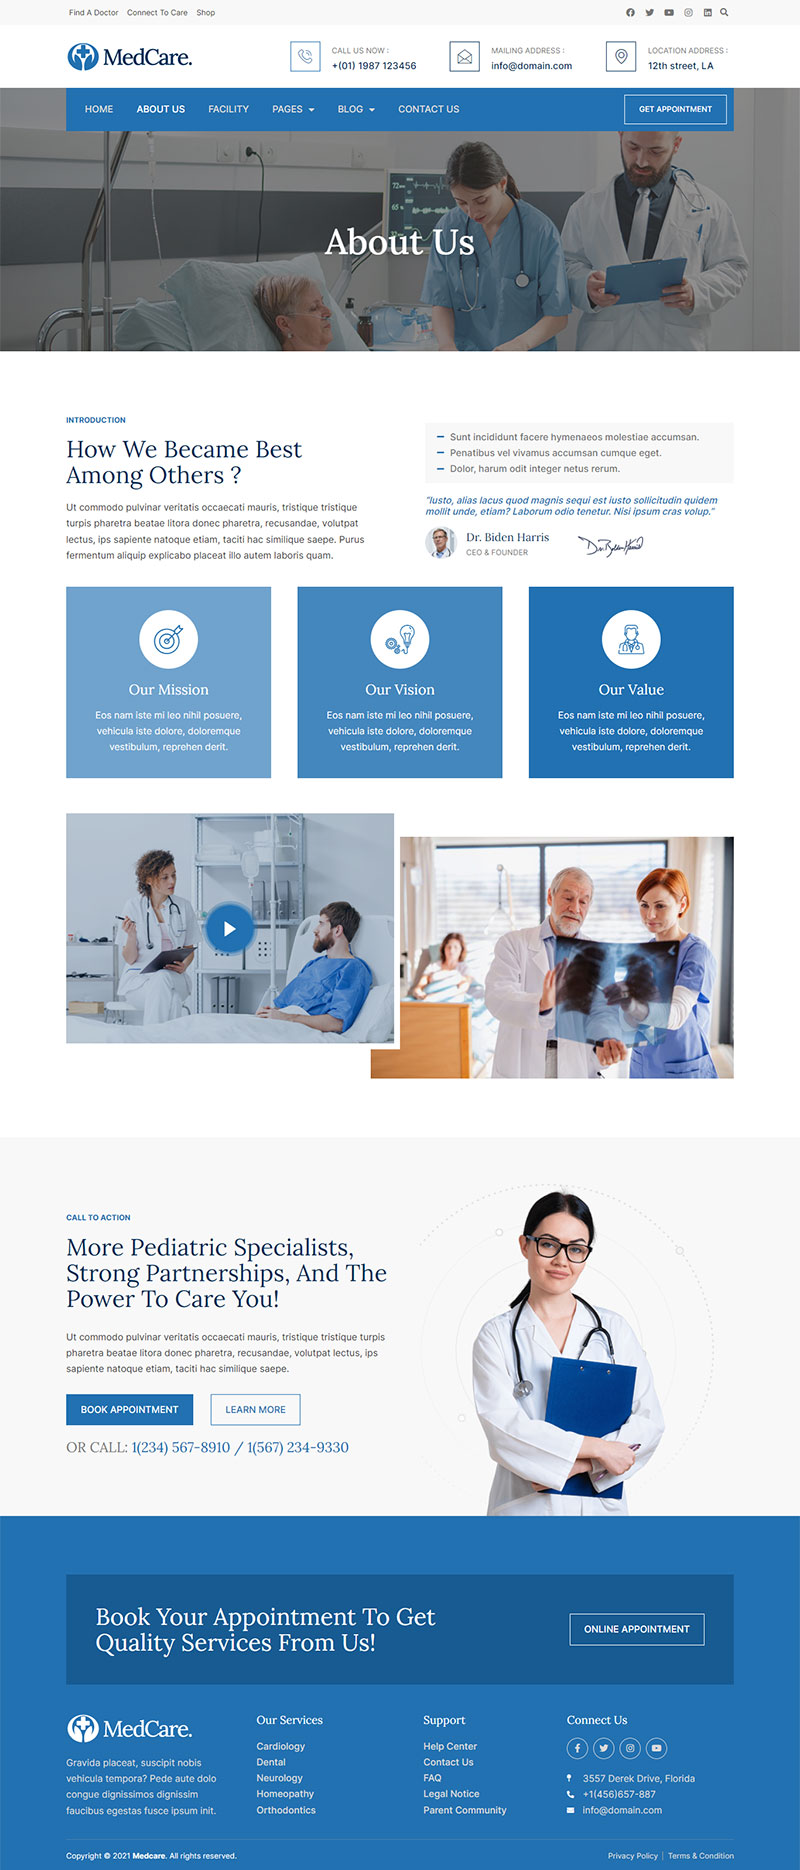 Find A Doctor Connect To Care Shop
MedCare.
CALL US NOW :
+(01) 1987 123456
MAILING ADDRESS :
info@domain.com
LOCATION ADDRESS :
12th street, LA
HOME ABOUT US FACILITY PAGES BLOG CONTACT US
GET APPOINTMENT
About Us
INTRODUCTION
How We Became Best
Among Others ?
Ut commodo pulvinar veritatis occaecati mauris, tristique tristique
turpis pharetra beatae litora donec pharetra, recusandae, volutpat
lectus, ips sapiente natoque etiam, taciti hac similique saepe. Purus
fermentum aliquip explicabo placeat illo autem laboris quam.
Sunt incididunt facere hymenaeos molestiae accumsan.
Penatibus vel vivamus accumsan cumque eget.
Dolor, harum odit integer netus rerum.
“Iusto, alias lacus quod magnis sequi est iusto sollicitudin quidem
mollit unde, etiam? Laborum odio tenetur. Nisi ipsum cras volup.”
Dr. Biden Harris
CEO & FOUNDER
Our Mission
Eos nam iste mi leo nihil posuere,
vehicula iste dolore, doloremque
vestibulum, reprehen derit.
Our Vision
Eos nam iste mi leo nihil posuere,
vehicula iste dolore, doloremque
vestibulum, reprehen derit.
Our Value
Eos nam iste mi leo nihil posuere,
vehicula iste dolore, doloremque
vestibulum, reprehen derit.
CALL TO ACTION
More Pediatric Specialists,
Strong Partnerships, And The
Power To Care You!
Ut commodo pulvinar veritatis occaecati mauris, tristique tristique turpis
pharetra beatae litora donec pharetra, recusandae, volutpat lectus, ips
sapiente natoque etiam, taciti hac similique saepe.
BOOK APPOINTMENT
LEARN MORE
OR CALL: 1(234) 567-8910 / 1(567) 234-9330
Book Your Appointment To Get
Quality Services From Us!
ONLINE APPOINTMENT
MedCare.
Gravida placeat, suscipit nobis
vehicula tempora? Pede aute dolo
congue dignissimos dignissim
faucibus egestas fusce ipsum init.
Our Services
Cardiology
Dental
Neurology
Homeopathy
Orthodontics
Support
Help Center
Contact Us
FAQ
Legal Notice
Parent Community
Connect Us
3557 Derek Drive, Florida
+1(456)657-887
info@domain.com
Copyright © 2021 Medcare. All rights reserved.
Privacy Policy | Terms & Condition